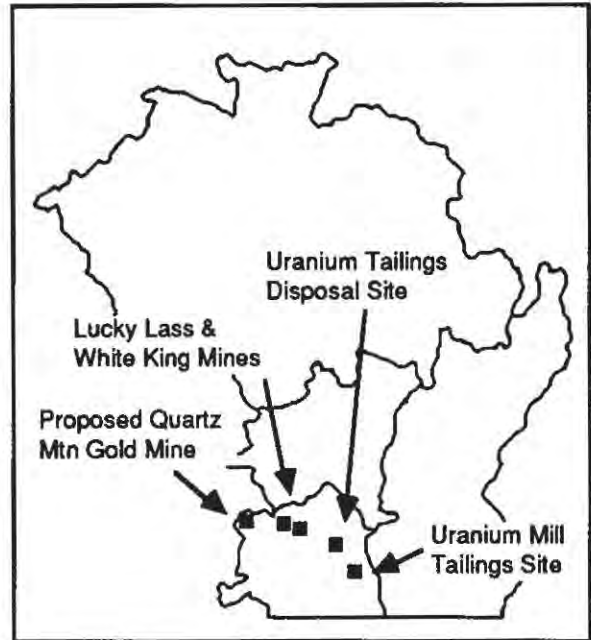 Uranium Tailings
Disposal Site
Lucky Lass &
White King Mines
Proposed Quartz
Mtn Gold Mine
Uranium Mill
Tailings Site